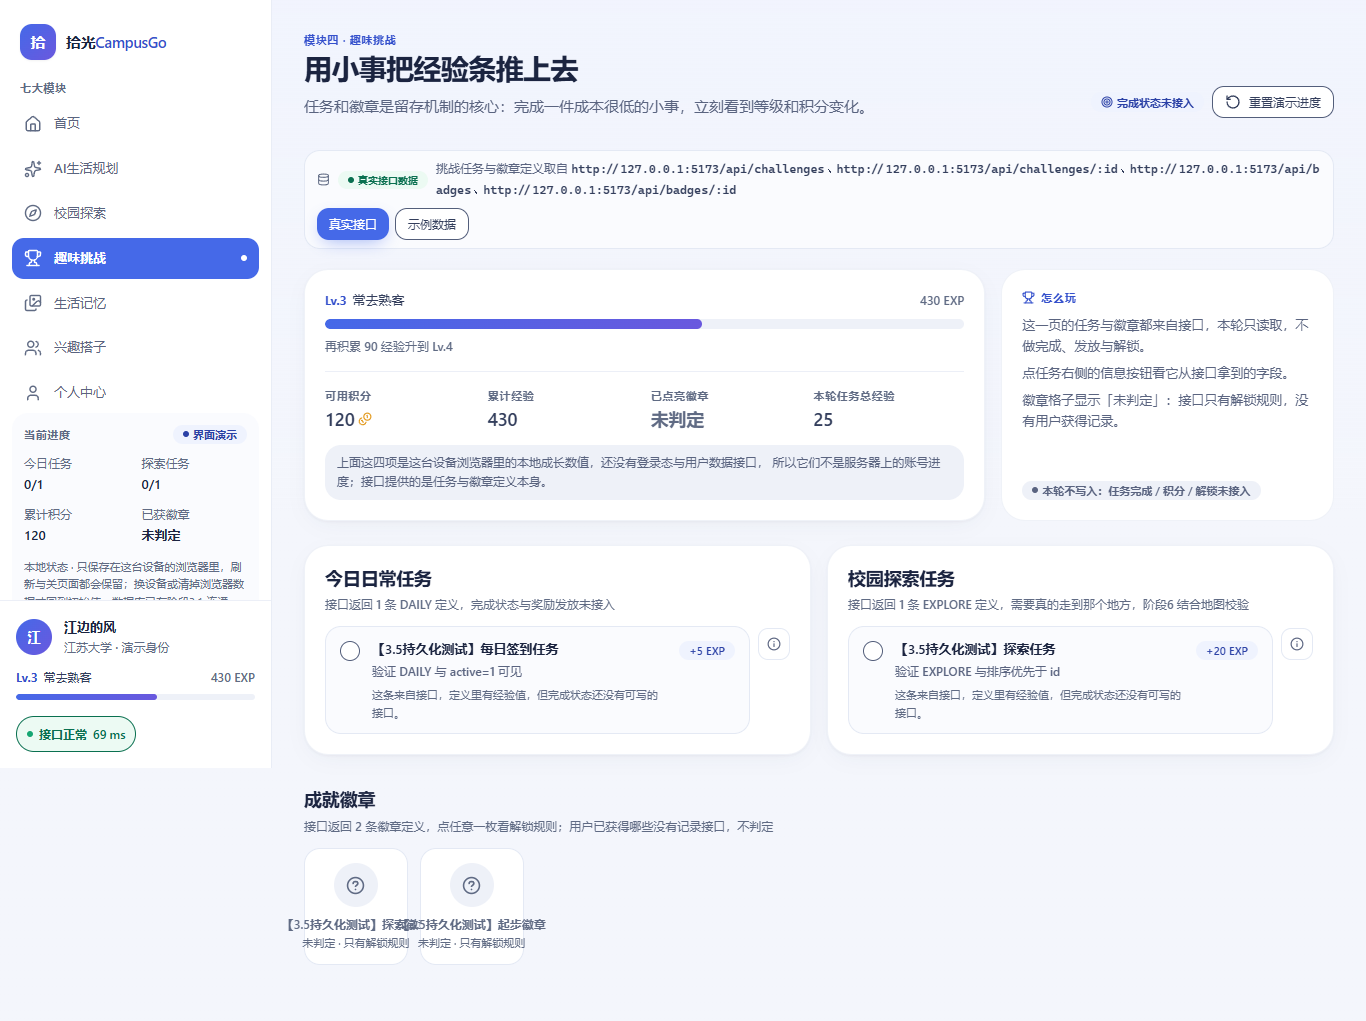 拾 拾光CampusGo
七大模块
首页
AI生活规划
校园探索
趣味挑战
生活记忆
兴趣搭子
个人中心
当前进度 界面演示
今日任务 探索任务
0/1 0/1
累计积分 已获徽章
120 未判定
本地状态 · 只保存在这台设备的浏览器里，刷
新与关页面都会保留；换设备或清掉浏览器数
江 江边的风
江苏大学 · 演示身份
Lv.3 常去熟客 430 EXP
接口正常 69 ms
模块四 · 趣味挑战
用小事把经验条推上去
任务和徽章是留存机制的核心：完成一件成本很低的小事，立刻看到等级和积分变化。
完成状态未接入 重置演示进度
真实接口数据 挑战任务与徽章定义取自 http://127.0.0.1:5173/api/challenges、http://127.0.0.1:5173/api/challenges/:id、http://127.0.0.1:5173/api/b
adges、http://127.0.0.1:5173/api/badges/:id
真实接口 示例数据
Lv.3 常去熟客 430 EXP
再积累 90 经验升到 Lv.4
可用积分 累计经验 已点亮徽章 本轮任务总经验
120 430 未判定 25
上面这四项是这台设备浏览器里的本地成长数值，还没有登录态与用户数据接口， 所以它们不是服务器上的账号进
度；接口提供的是任务与徽章定义本身。
怎么玩
这一页的任务与徽章都来自接口，本轮只读取，不
做完成、发放与解锁。
点任务右侧的信息按钮看它从接口拿到的字段。
徽章格子显示「未判定」：接口只有解锁规则，没
有用户获得记录。
本轮不写入：任务完成 / 积分 / 解锁未接入
今日日常任务
接口返回 1 条 DAILY 定义，完成状态与奖励发放未接入
【3.5持久化测试】每日签到任务 +5 EXP
验证 DAILY 与 active=1 可见
这条来自接口，定义里有经验值，但完成状态还没有可写的
接口。
校园探索任务
接口返回 1 条 EXPLORE 定义，需要真的走到那个地方，阶段6 结合地图校验
【3.5持久化测试】探索任务 +20 EXP
验证 EXPLORE 与排序优先于 id
这条来自接口，定义里有经验值，但完成状态还没有可写的
接口。
成就徽章
接口返回 2 条徽章定义，点任意一枚看解锁规则；用户已获得哪些没有记录接口，不判定
【3.5持久化测试】探索 5持久化测试】起步徽章
未判定 · 只有解锁规则 未判定 · 只有解锁规则